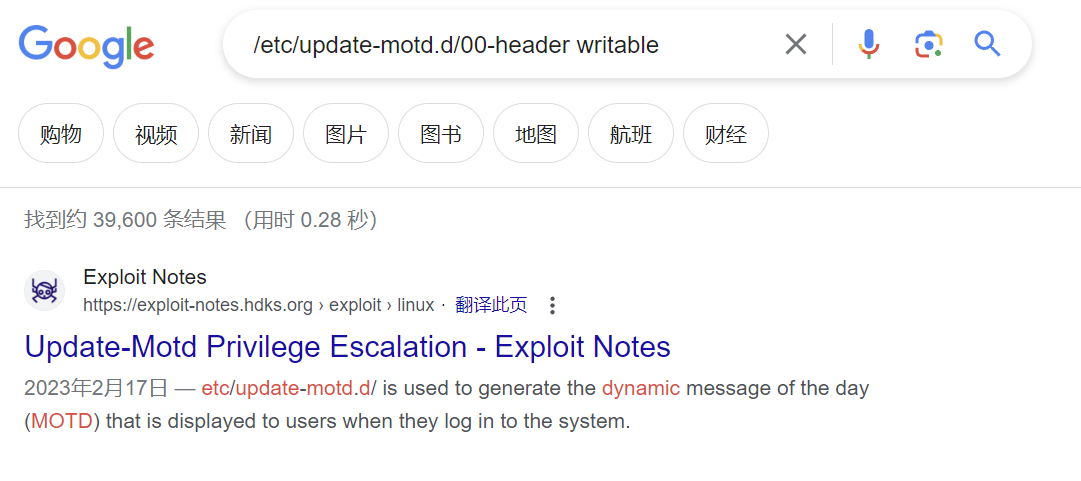 Google
/etc/update-motd.d/00-header writable
购物 视频 新闻 图片 图书 地图 航班 财经
找到约 39,600 条结果 （用时 0.28 秒）
Exploit Notes
https://exploit-notes.hdks.org › exploit › linux · 翻译此页
Update-Motd Privilege Escalation - Exploit Notes
2023年2月17日 — etc/update-motd.d/ is used to generate the dynamic message of the day
(MOTD) that is displayed to users when they log in to the system.